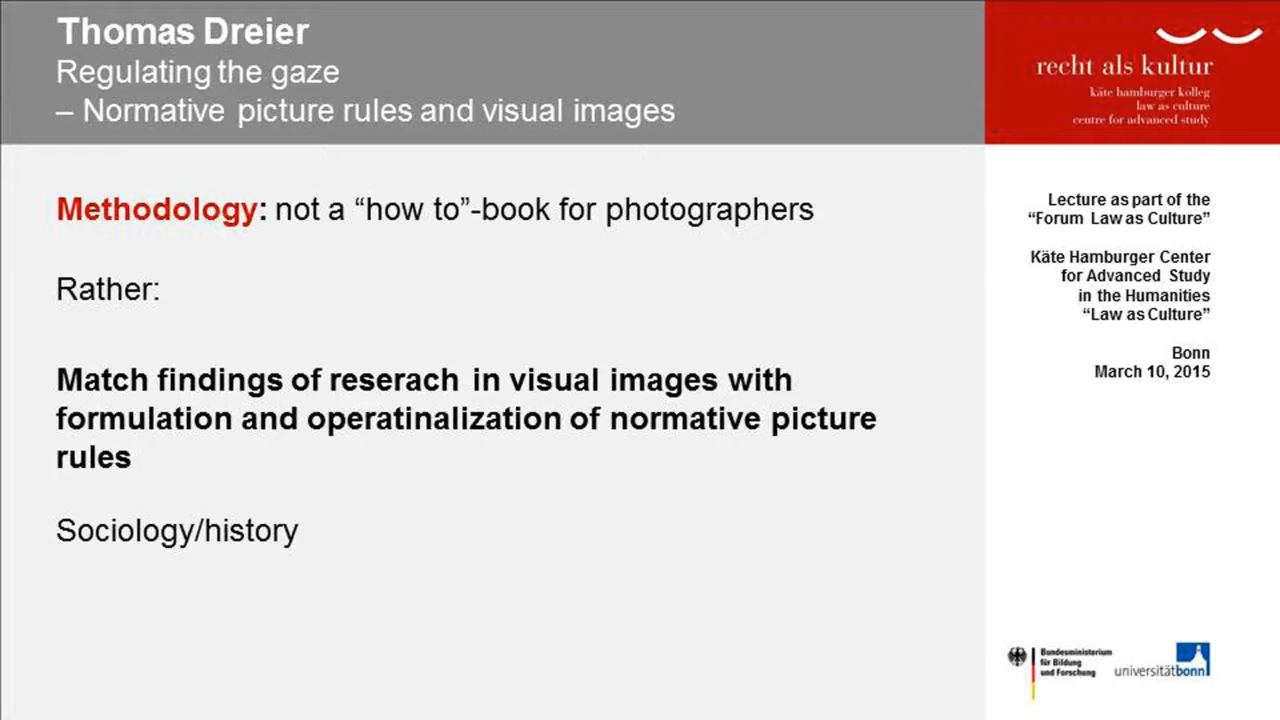 Thomas Dreier
Regulating the gaze
– Normative picture rules and visual images
recht als kultur
käte hamburger kolleg
law as culture
centre for advanced study
Methodology: not a “how to”-book for photographers
Rather:
Match findings of reserach in visual images with
formulation and operatinalization of normative picture
rules
Sociology/history
Lecture as part of the
“Forum Law as Culture”
Käte Hamburger Center
for Advanced Study
in the Humanities
“Law as Culture”
Bonn
March 10, 2015
Bundesministerium
für Bildung
und Forschung
universitätbonn